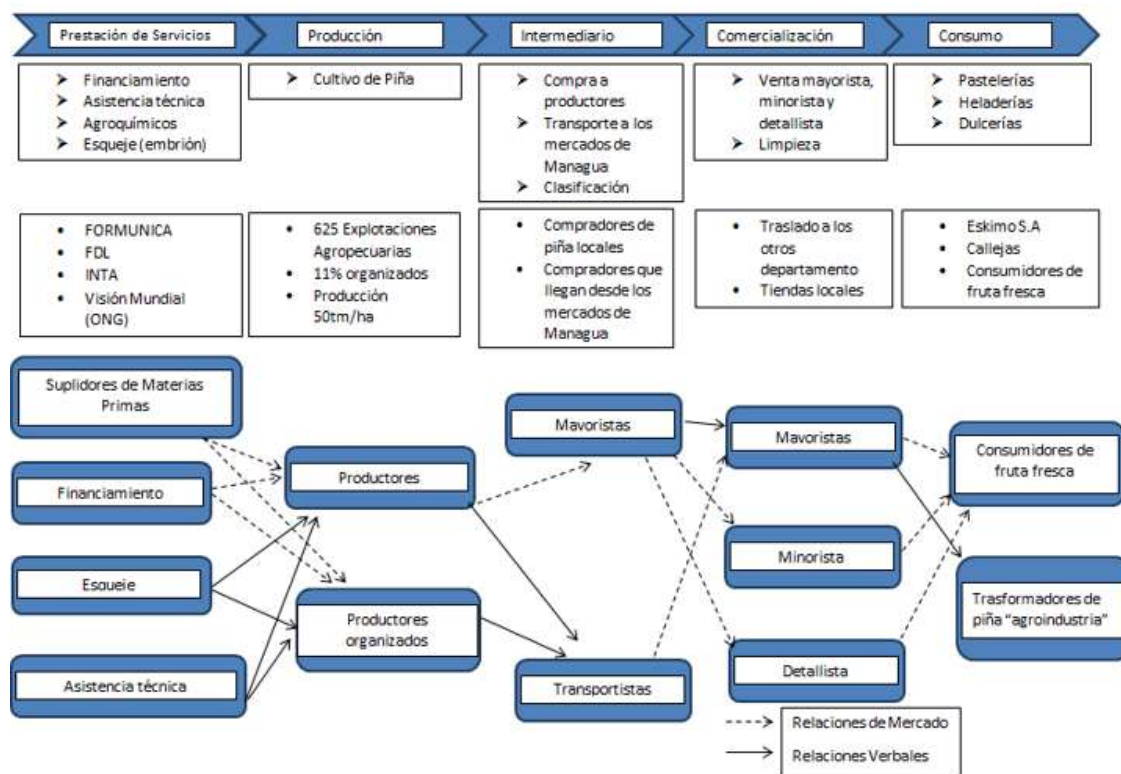 Prestación de Servicios
Producción
Intermediario
Comercialización
Consumo
Financiamiento
Asistencia técnica
Agroquímicos
Esqueje (embrión)
Cultivo de Piña
Compra a
productores
Transporte a los
mercados de
Managua
Clasificación
Venta mayorista,
minorista y
detallista
Limpieza
Pastelerías
Heladerías
Dulcerías
FORMUNICA
FDL
INTA
Visión Mundial
(ONG)
625 Explotaciones
Agropecuarias
11% organizados
Producción
50tm/ha
Compradores de
piña locales
Compradores que
llegan desde los
mercados de
Managua
Traslado a los
otros
departamento
Tiendas locales
Eskimo S.A
Callejas
Consumidores de
fruta fresca
Suplidores de Materias
Primas
Financiamiento
Esqueje
Asistencia técnica
Productores
Productores
organizados
Mayoristas
Transportistas
Mayoristas
Minorista
Detallista
Consumidores de
fruta fresca
Trasformadores de
piña "agroindustria"
Relaciones de Mercado
Relaciones Verbales